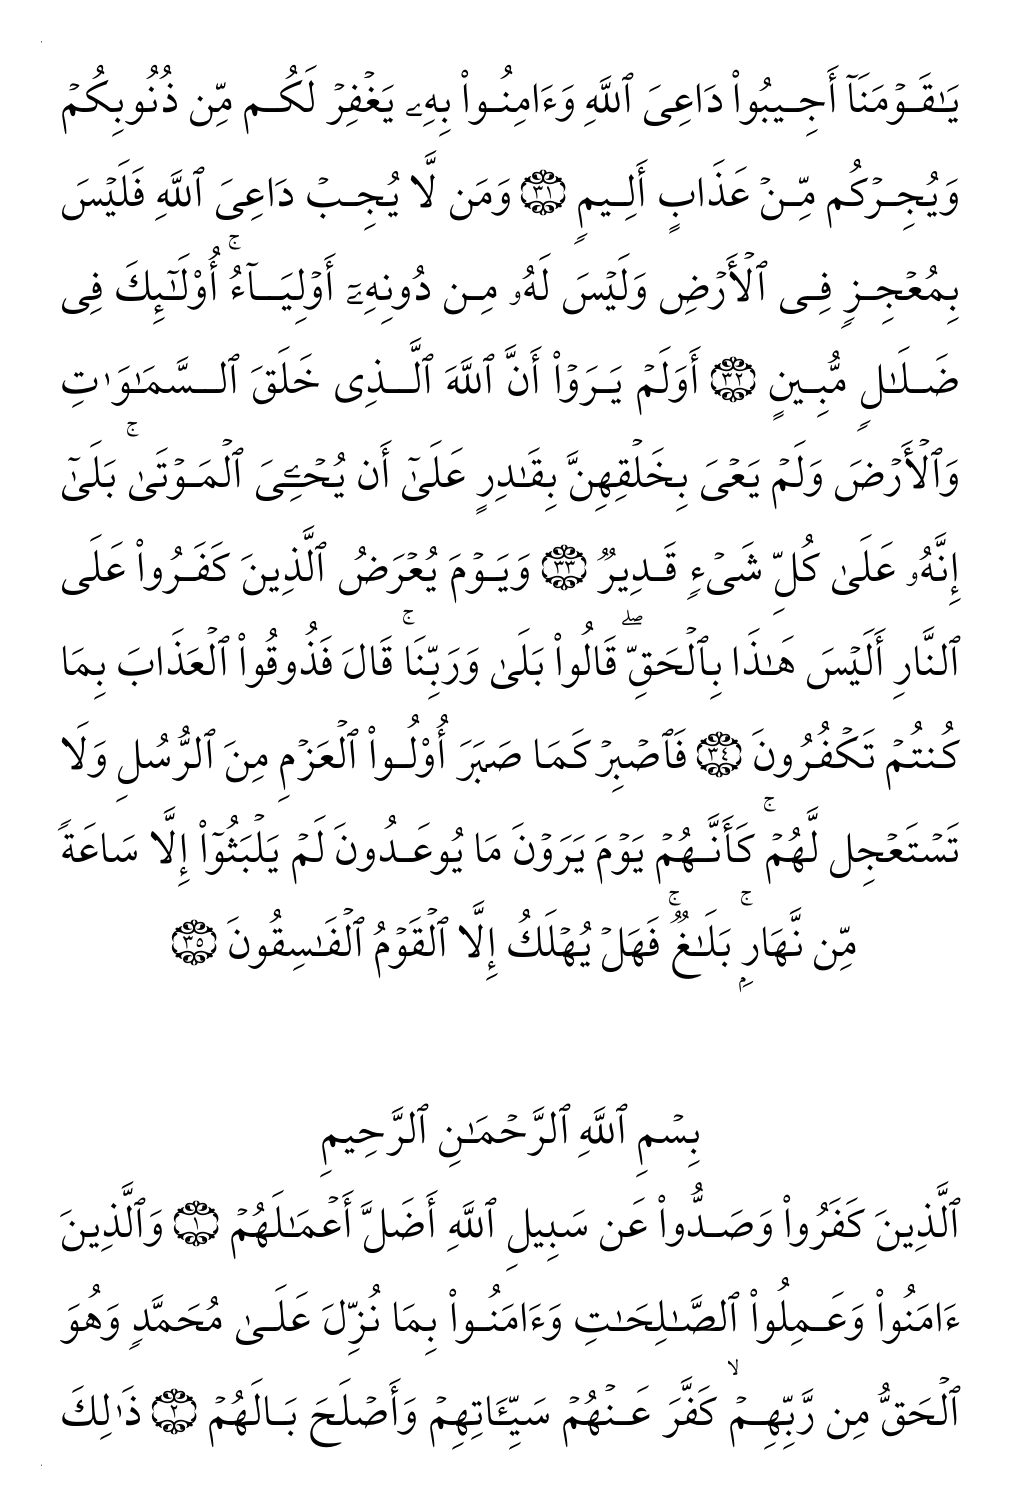 يَـٰقَوْمَنَآ أَجِيبُوا۟ دَاعِىَ ٱللَّهِ وَءَامِنُوا۟ بِهِۦ يَغْفِرْ لَكُم مِّن ذُنُوبِكُمْ
وَيُجِرْكُم مِّنْ عَذَابٍ أَلِيمٍ ٣١ وَمَن لَّا يُجِبْ دَاعِىَ ٱللَّهِ فَلَيْسَ
بِمُعْجِزٍ فِى ٱلْأَرْضِ وَلَيْسَ لَهُۥ مِن دُونِهِۦٓ أَوْلِيَآءُ ۚ أُو۟لَـٰٓئِكَ فِى
ضَلَـٰلٍ مُّبِينٍ ٣٢ أَوَلَمْ يَرَوْا۟ أَنَّ ٱللَّهَ ٱلَّذِى خَلَقَ ٱلسَّمَـٰوَٰتِ
وَٱلْأَرْضَ وَلَمْ يَعْىَ بِخَلْقِهِنَّ بِقَـٰدِرٍ عَلَىٰٓ أَن يُحْـِۧىَ ٱلْمَوْتَىٰ ۚ بَلَىٰٓ
إِنَّهُۥ عَلَىٰ كُلِّ شَىْءٍ قَدِيرٌ ٣٣ وَيَوْمَ يُعْرَضُ ٱلَّذِينَ كَفَرُوا۟ عَلَى
ٱلنَّارِ أَلَيْسَ هَـٰذَا بِٱلْحَقِّ ۖ قَالُوا۟ بَلَىٰ وَرَبِّنَا ۚ قَالَ فَذُوقُوا۟ ٱلْعَذَابَ بِمَا
كُنتُمْ تَكْفُرُونَ ٣٤ فَٱصْبِرْ كَمَا صَبَرَ أُو۟لُوا۟ ٱلْعَزْمِ مِنَ ٱلرُّسُلِ وَلَا
تَسْتَعْجِل لَّهُمْ ۚ كَأَنَّهُمْ يَوْمَ يَرَوْنَ مَا يُوعَدُونَ لَمْ يَلْبَثُوٓا۟ إِلَّا سَاعَةً
مِّن نَّهَارٍۭ ۚ بَلَـٰغٌ ۚ فَهَلْ يُهْلَكُ إِلَّا ٱلْقَوْمُ ٱلْفَـٰسِقُونَ ٣٥
بِسْمِ ٱللَّهِ ٱلرَّحْمَـٰنِ ٱلرَّحِيمِ
ٱلَّذِينَ كَفَرُوا۟ وَصَدُّوا۟ عَن سَبِيلِ ٱللَّهِ أَضَلَّ أَعْمَـٰلَهُمْ ١ وَٱلَّذِينَ
ءَامَنُوا۟ وَعَمِلُوا۟ ٱلصَّـٰلِحَـٰتِ وَءَامَنُوا۟ بِمَا نُزِّلَ عَلَىٰ مُحَمَّدٍ وَهُوَ
ٱلْحَقُّ مِن رَّبِّهِمْ ۙ كَفَّرَ عَنْهُمْ سَيِّـَٔاتِهِمْ وَأَصْلَحَ بَالَهُمْ ٢ ذَٰلِكَ